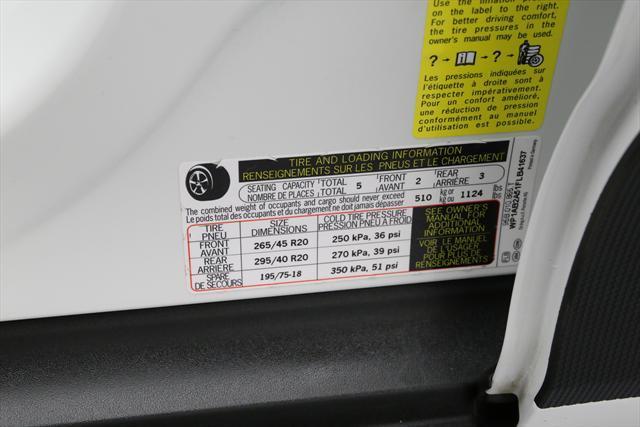 Use the inflation pressures
on the label to the right.
For better driving comfort,
the tire pressures in the
owner's manual may be used.
? → i → ? →
Les pressions indiquées sur
l'étiquette à droite sont à
respecter impérativement.
Pour un confort amélioré,
une réduction de pression
conformément au manuel
est possible.
TIRE AND LOADING INFORMATION
RENSEIGNEMENTS SUR LES PNEUS ET LE CHARGEMENT
SEATING CAPACITY TOTAL 5 FRONT 2 REAR 3
NOMBRE DE PLACES TOTAL AVANT ARRIÈRE
The combined weight of occupants and cargo should never exceed 510 kg or 1124 lbs
Le poids total des occupants et du chargement ne doit jamais dépasser kg ou lbs
TIRE PNEU
SIZE DIMENSIONS
COLD TIRE PRESSURE
PRESSION PNEU A FROID
FRONT AVANT 265/45 R20 250 kPa, 36 psi
REAR ARRIÈRE 295/40 R20 270 kPa, 39 psi
SPARE DE SECOURS 195/75-18 350 kPa, 51 psi
SEE OWNER'S
MANUAL FOR
ADDITIONAL
INFORMATION
VOIR LE MANUEL
DE L'USAGER
POUR PLUS DE
RENSEIGNEMENTS
WP1AB2A51FLB41637